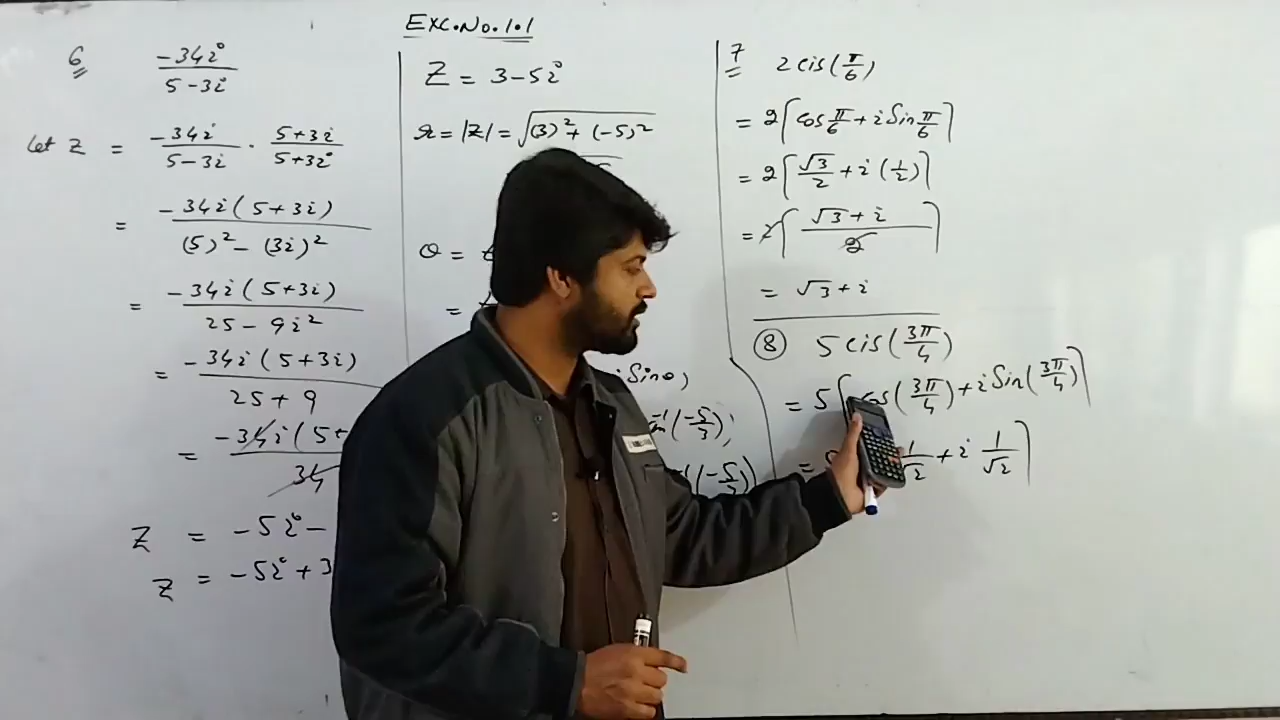 Exc.No.1.1
6 -34i / 5-3i
Let Z = -34i / 5-3i · 5+3i / 5+3i
= -34i(5+3i) / (5)² - (3i)²
= -34i(5+3i) / 25 - 9i²
= -34i(5+3i) / 25+9
= -34i(5+ / 34
Z = -5i -
Z = -5i + 3
Z = 3-5i
r = |Z| = √(3)² + (-5)²
θ =
=
i Sin θ)
(-5/3)
(-5/3)
7 2 cis(π/6)
= 2[cos π/6 + i Sin π/6]
= 2[√3/2 + i(1/2)]
= 2[√3+i / 2]
= √3 + i
8 5 cis(3π/4)
= 5[cos(3π/4) + i Sin(3π/4)]
= 1/√2 + i 1/√2]